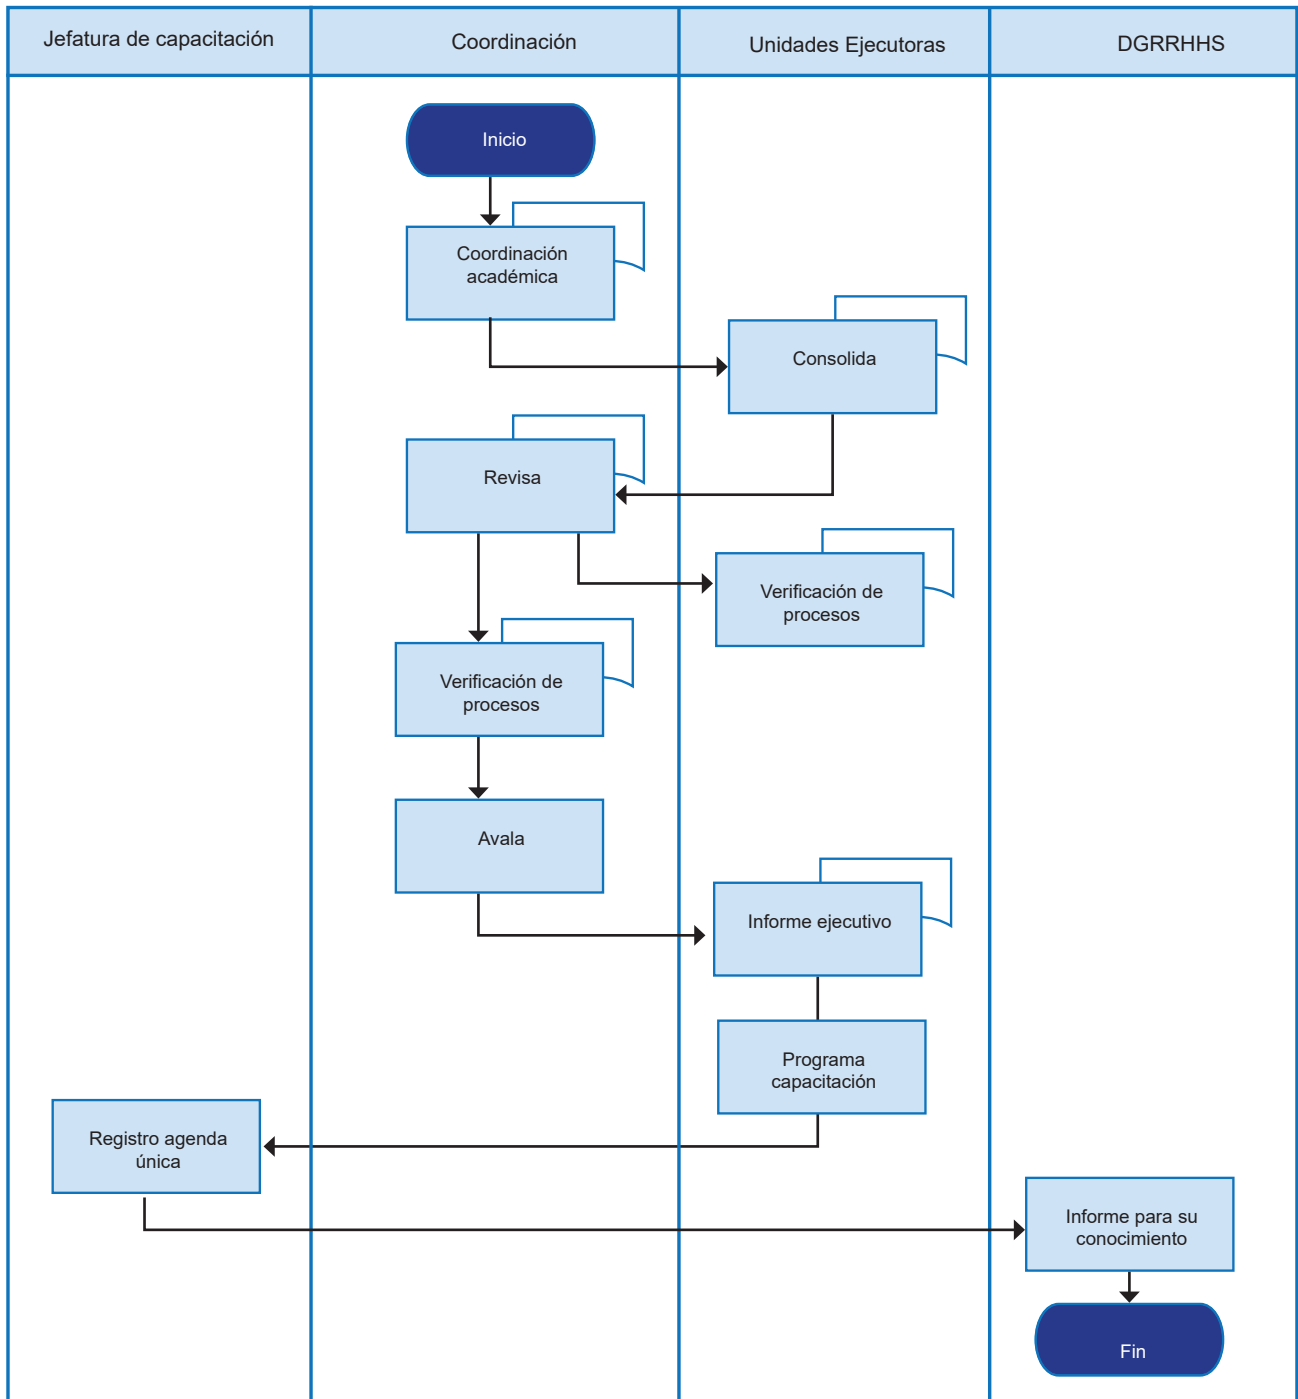 Jefatura de capacitación
Coordinación
Unidades Ejecutoras
DGRRHHS
Inicio
Coordinación
académica
Consolida
Revisa
Verificación de
procesos
Verificación de
procesos
Avala
Informe ejecutivo
Programa
capacitación
Registro agenda
única
Informe para su
conocimiento
Fin